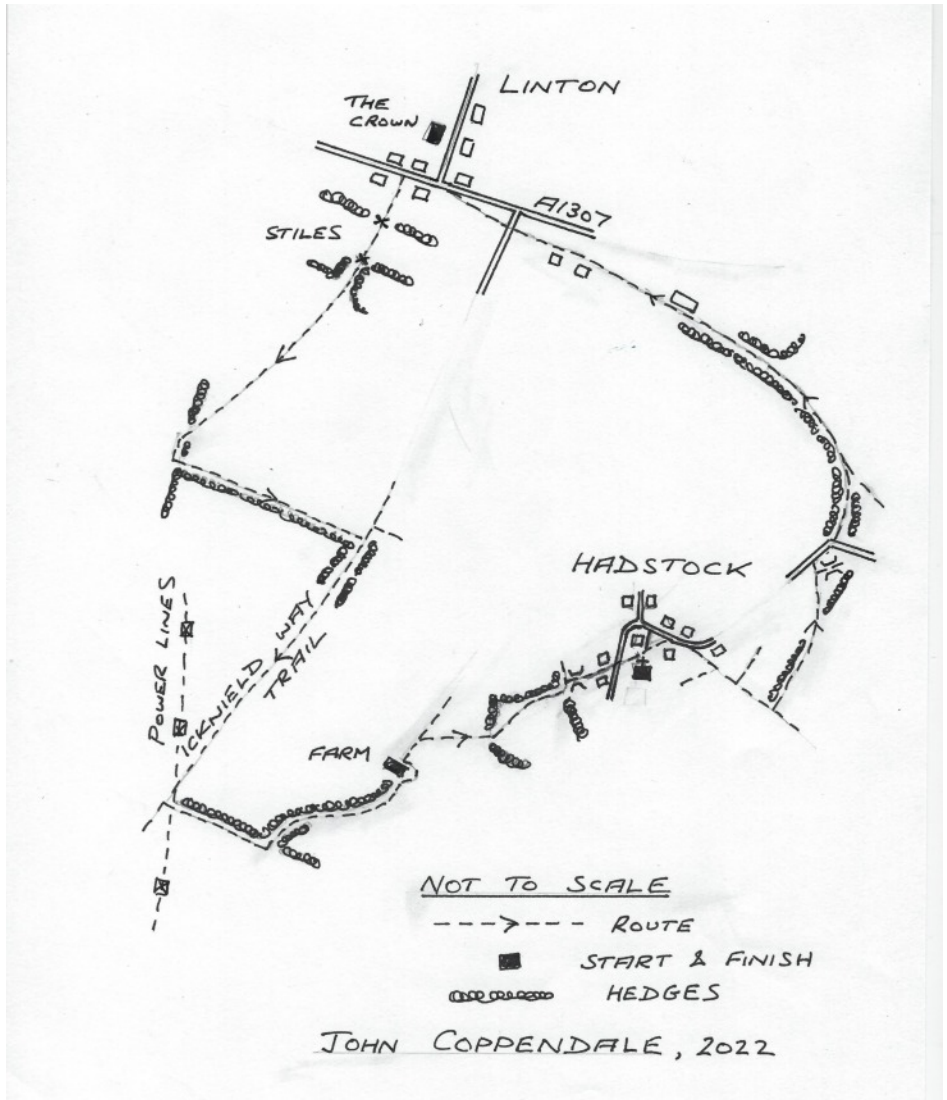 LINTON
THE
CROWN
A1307
STILES
HADSTOCK
POWER LINES
ICKNIELD WAY
TRAIL
FARM
NOT TO SCALE
ROUTE
START & FINISH
HEDGES
JOHN COPPENDALE, 2022